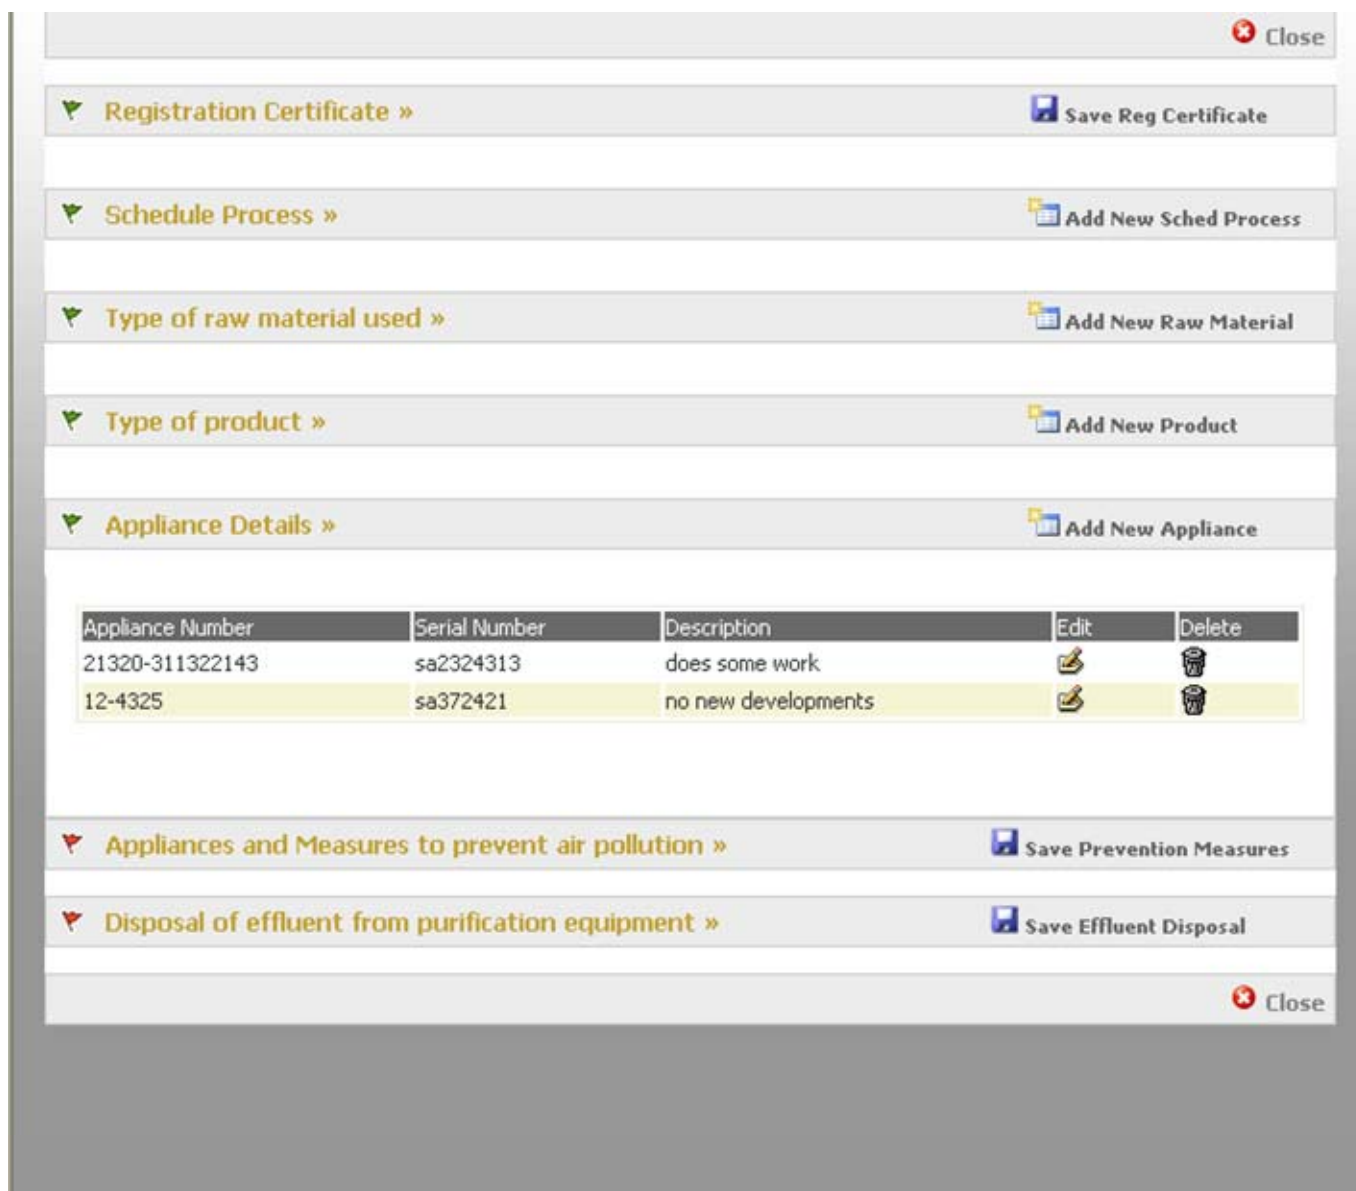 Close
Registration Certificate » Save Reg Certificate
Schedule Process » Add New Sched Process
Type of raw material used » Add New Raw Material
Type of product » Add New Product
Appliance Details » Add New Appliance
Appliance Number Serial Number Description Edit Delete
21320-311322143 sa2324313 does some work
12-4325 sa372421 no new developments
Appliances and Measures to prevent air pollution » Save Prevention Measures
Disposal of effluent from purification equipment » Save Effluent Disposal
Close